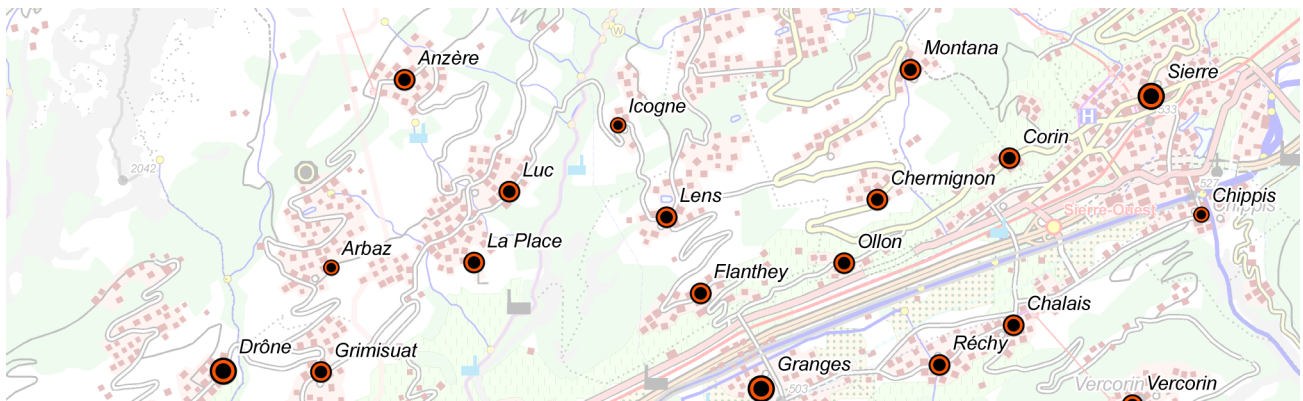 Anzère
Montana
Sierre
Icogne
533
H
W
Corin
2042
Luc
Chermignon
527
Chippis
Chippis
Lens
Sierre-Ouest
Arbaz
La Place
Ollon
Flanthey
Chalais
Drône
Grimisuat
Granges
Réchy
503
Vercorin
Vercorin